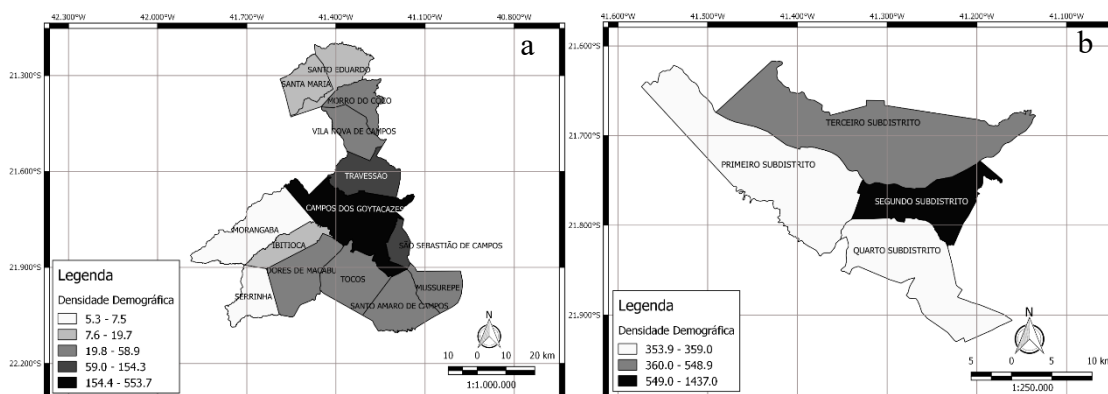 42.300°W 42.000°W 41.700°W 41.400°W 41.100°W 40.800°W
a
21.300°S
21.600°S
21.900°S
22.200°S
SANTO EDUARDO
SANTA MARIA
MORRO DO COCO
VILA NOVA DE CAMPOS
TRAVESSÃO
CAMPOS DOS GOYTACAZES
MORANGABA
SÃO SEBASTIÃO DE CAMPOS
IBITIOCA
DORES DE MACABU
TOCOS
MUSSUREPE
SERRINHA
SANTO AMARO DE CAMPOS
Legenda
Densidade Demográfica
5.3 - 7.5
7.6 - 19.7
19.8 - 58.9
59.0 - 154.3
154.4 - 553.7
N
10 0 10 20 km
1:1.000.000
41.600°W 41.500°W 41.400°W 41.300°W 41.200°W 41.100°W
b
21.600°S
21.700°S
21.800°S
21.900°S
TERCEIRO SUBDISTRITO
PRIMEIRO SUBDISTRITO
SEGUNDO SUBDISTRITO
QUARTO SUBDISTRITO
Legenda
Densidade Demográfica
353.9 - 359.0
360.0 - 548.9
549.0 - 1437.0
N
5 0 5 10 km
1:250.000